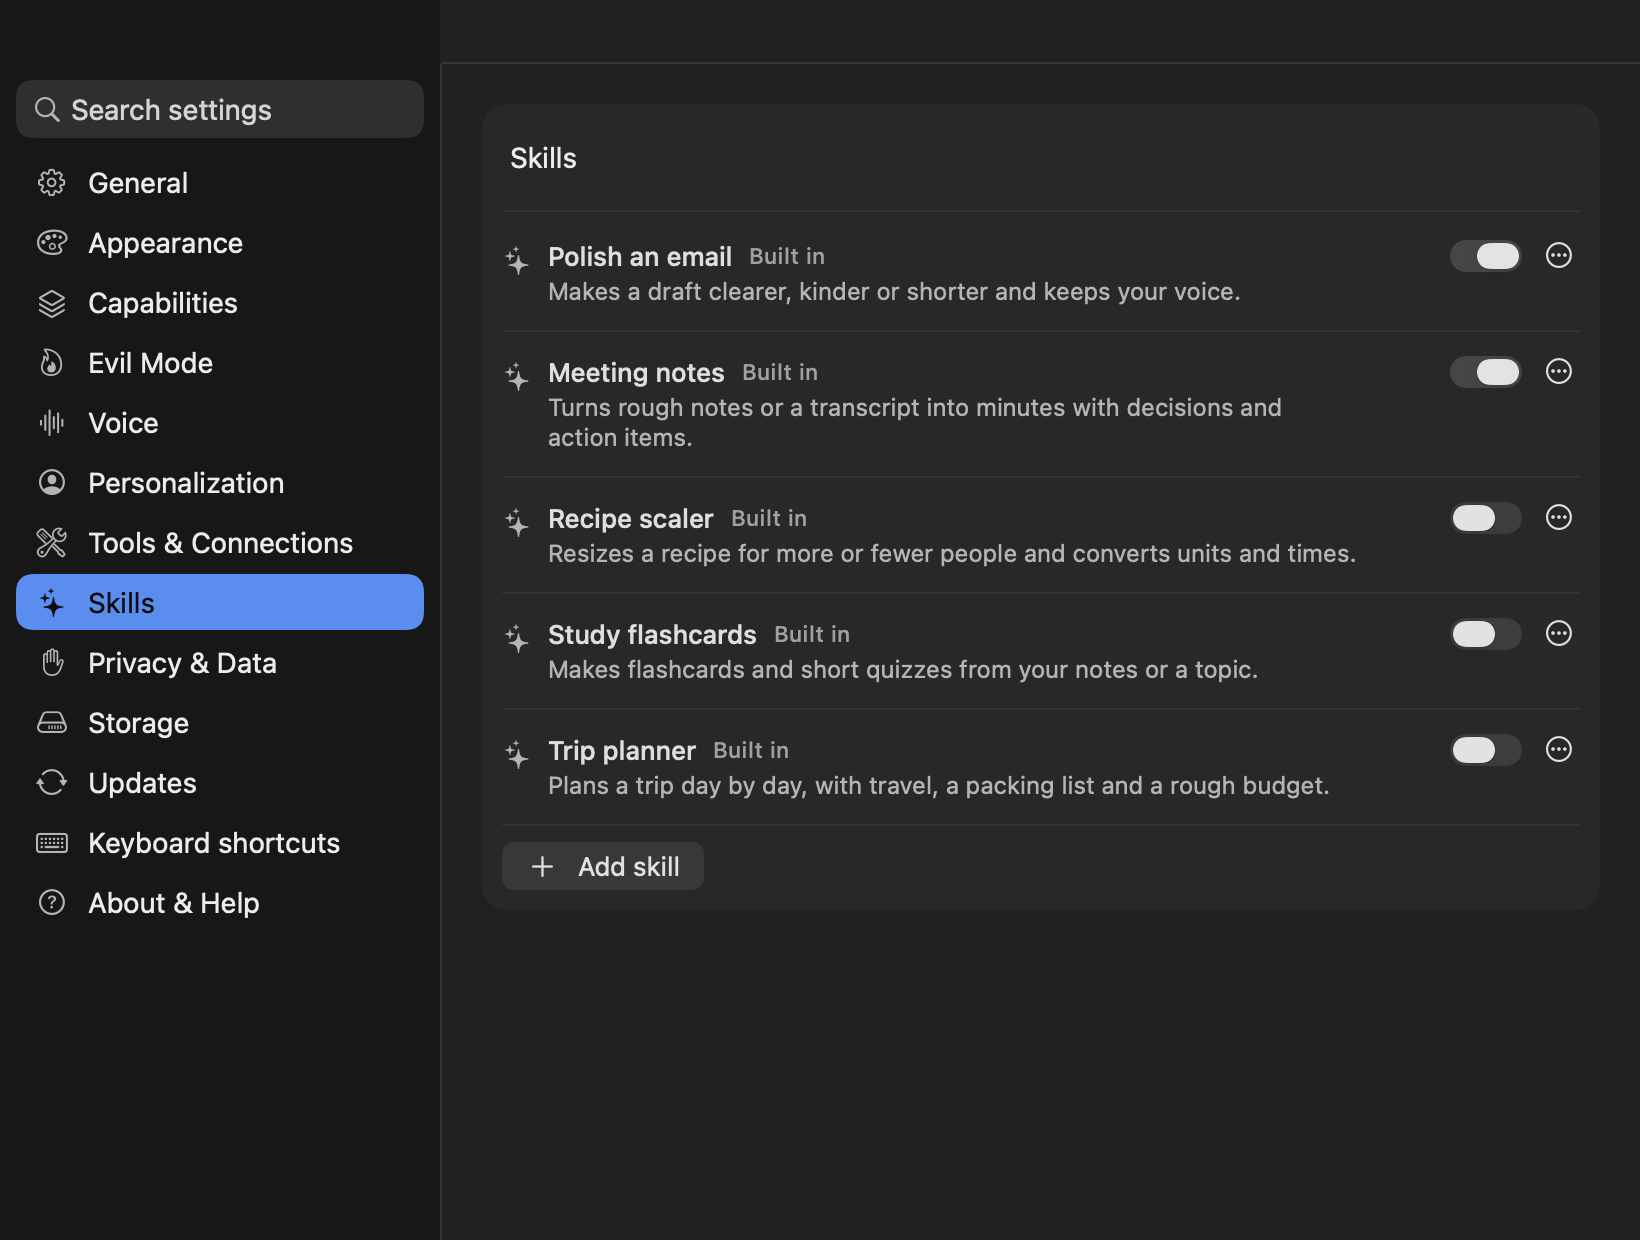 Search settings
General
Appearance
Capabilities
Evil Mode
Voice
Personalization
Tools & Connections
Skills
Privacy & Data
Storage
Updates
Keyboard shortcuts
About & Help
Skills
Polish an email Built in
Makes a draft clearer, kinder or shorter and keeps your voice.
Meeting notes Built in
Turns rough notes or a transcript into minutes with decisions and
action items.
Recipe scaler Built in
Resizes a recipe for more or fewer people and converts units and times.
Study flashcards Built in
Makes flashcards and short quizzes from your notes or a topic.
Trip planner Built in
Plans a trip day by day, with travel, a packing list and a rough budget.
Add skill